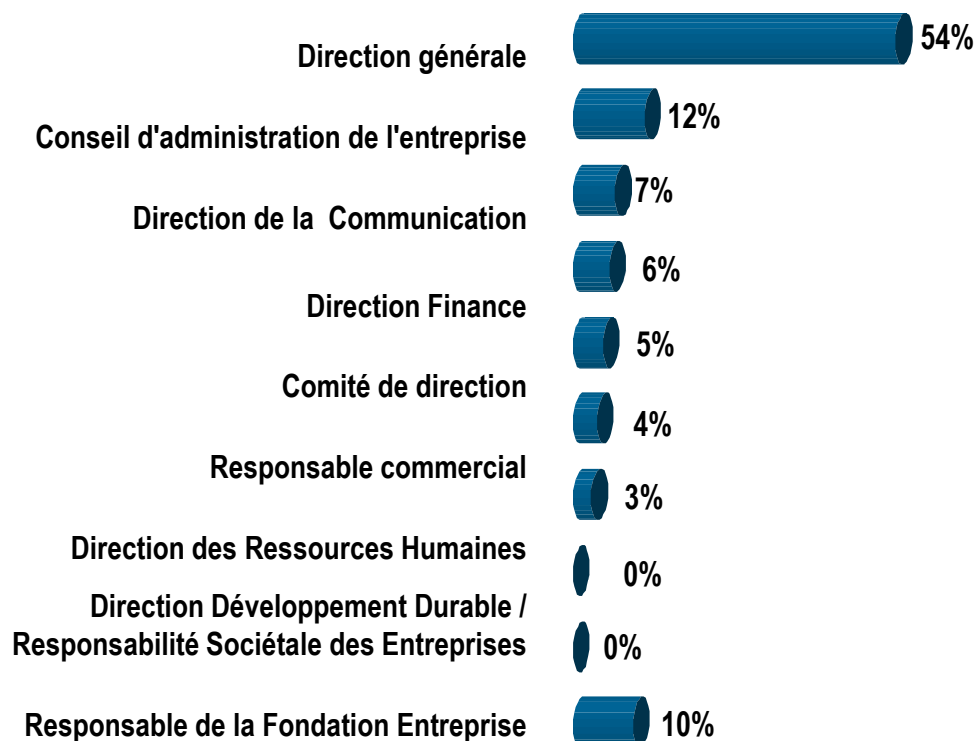 Direction générale
54%
Conseil d'administration de l'entreprise
12%
Direction de la Communication
7%
Direction Finance
6%
Comité de direction
5%
Responsable commercial
4%
Direction des Ressources Humaines
3%
Direction Développement Durable /
Responsabilité Sociétale des Entreprises
0%
0%
Responsable de la Fondation Entreprise
10%